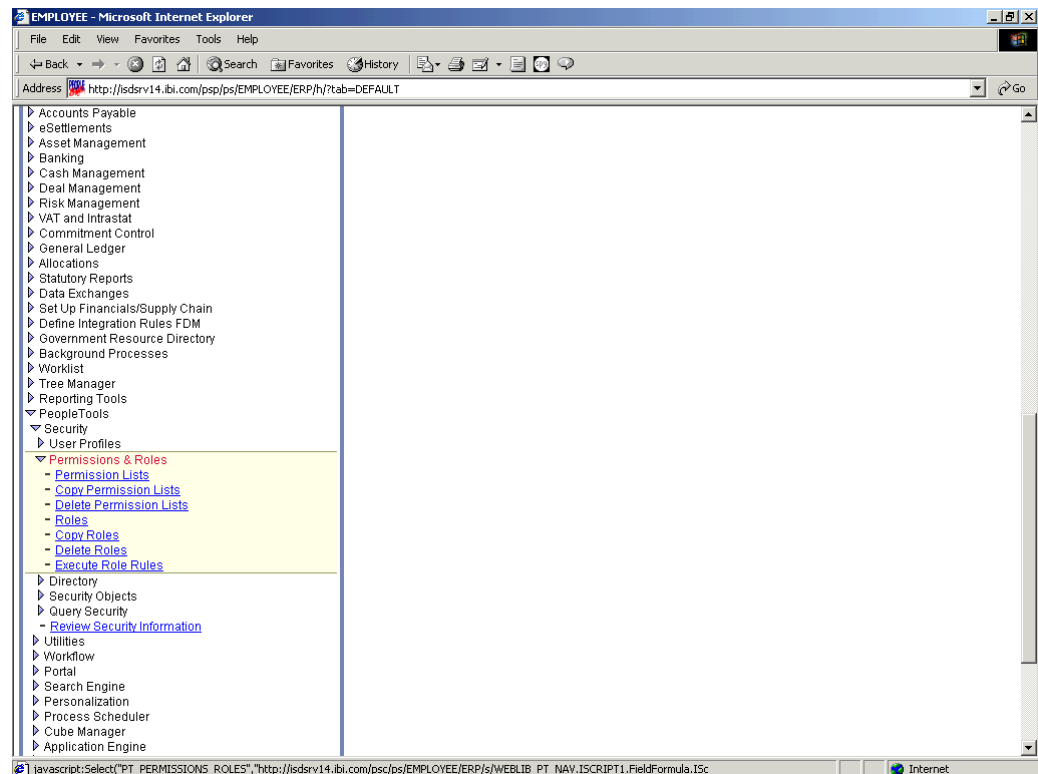 EMPLOYEE - Microsoft Internet Explorer
File Edit View Favorites Tools Help
Back Search Favorites History
Address http://isdsrv14.ibi.com/psp/ps/EMPLOYEE/ERP/h/?tab=DEFAULT Go
Accounts Payable
eSettlements
Asset Management
Banking
Cash Management
Deal Management
Risk Management
VAT and Intrastat
Commitment Control
General Ledger
Allocations
Statutory Reports
Data Exchanges
Set Up Financials/Supply Chain
Define Integration Rules FDM
Government Resource Directory
Background Processes
Worklist
Tree Manager
Reporting Tools
PeopleTools
Security
User Profiles
Permissions & Roles
- Permission Lists
- Copy Permission Lists
- Delete Permission Lists
- Roles
- Copy Roles
- Delete Roles
- Execute Role Rules
Directory
Security Objects
Query Security
- Review Security Information
Utilities
Workflow
Portal
Search Engine
Personalization
Process Scheduler
Cube Manager
Application Engine
javascript:Select("PT_PERMISSIONS_ROLES","http://isdsrv14.ibi.com/psc/ps/EMPLOYEE/ERP/s/WEBLIB_PT_NAV.ISCRIPT1.FieldFormula.ISc Internet